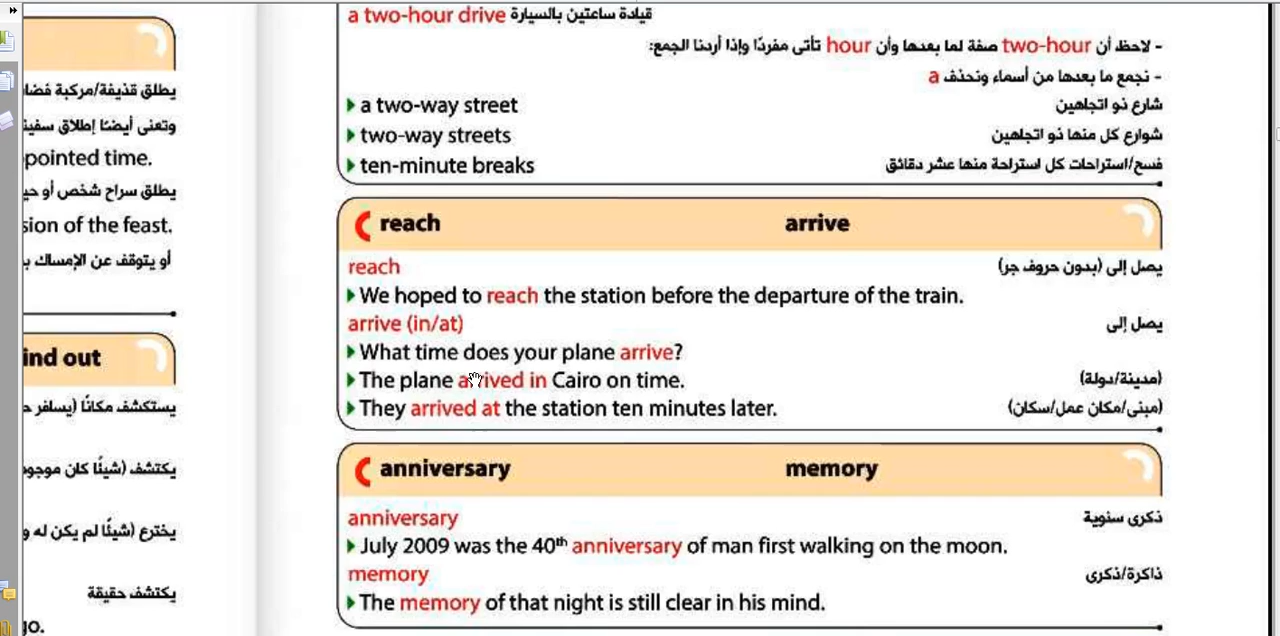 يطلق قذيفة/مركبة فضا
وتعنى أيضًا إطلاق سفين
pointed time.
يطلق سراح شخص أو حي
sion of the feast.
أو يتوقف عن الإمساك ب
ind out
يستكشف مكانًا (يسافر
يكتشف (شيئًا كان موجو
يخترع (شيئًا لم يكن له و
يكتشف حقيقة
go.
a two-hour drive قيادة ساعتين بالسيارة
- لاحظ أن two-hour صفة لما بعدها وأن hour تأتى مفردًا وإذا أردنا الجمع:
- نجمع ما بعدها من أسماء ونحذف a
a two-way street شارع ذو اتجاهين
two-way streets شوارع كل منها ذو اتجاهين
ten-minute breaks فسح/استراحات كل استراحة منها عشر دقائق
reach arrive
reach يصل إلى (بدون حروف جر)
We hoped to reach the station before the departure of the train.
arrive (in/at) يصل إلى
What time does your plane arrive?
The plane arrived in Cairo on time. (مدينة/دولة)
They arrived at the station ten minutes later. (مبنى/مكان عمل/سكان)
anniversary memory
anniversary ذكرى سنوية
July 2009 was the 40th anniversary of man first walking on the moon.
memory ذاكرة/ذكرى
The memory of that night is still clear in his mind.